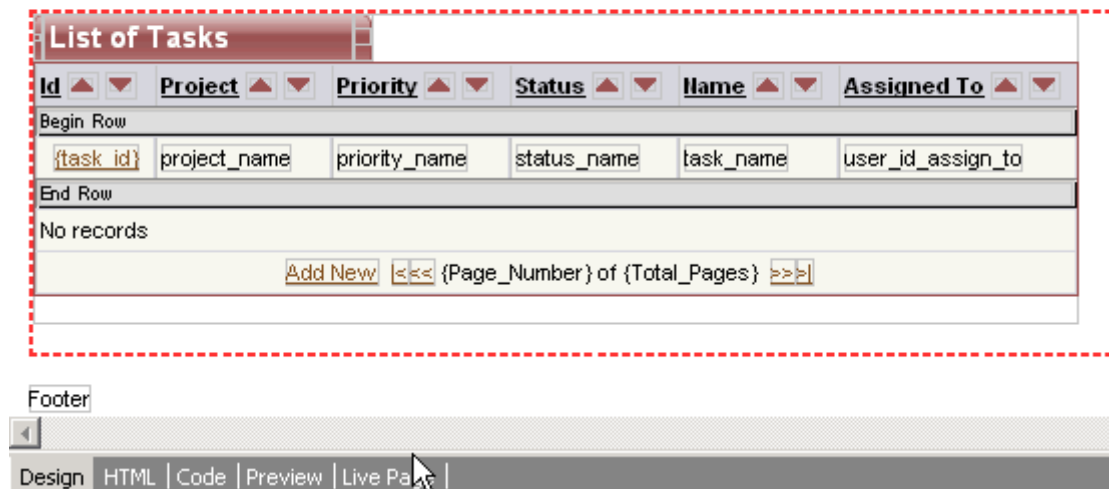 List of Tasks
Id Project Priority Status Name Assigned To
Begin Row
{task_id} project_name priority_name status_name task_name user_id_assign_to
End Row
No records
Add New |< << {Page_Number} of {Total_Pages} >> >|
Footer
Design HTML | Code | Preview | Live Page |